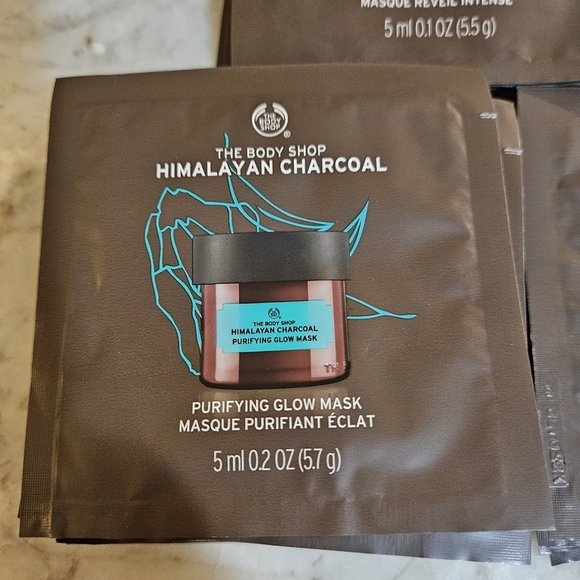 MASQUE RÉVEIL INTENSE
5 ml 0.1 OZ (5.5 g)
THE
BODY
SHOP
®
THE BODY SHOP
HIMALAYAN CHARCOAL
THE BODY SHOP
HIMALAYAN CHARCOAL
PURIFYING GLOW MASK
PURIFYING GLOW MASK
MASQUE PURIFIANT ÉCLAT
5 ml 0.2 OZ (5.7 g)